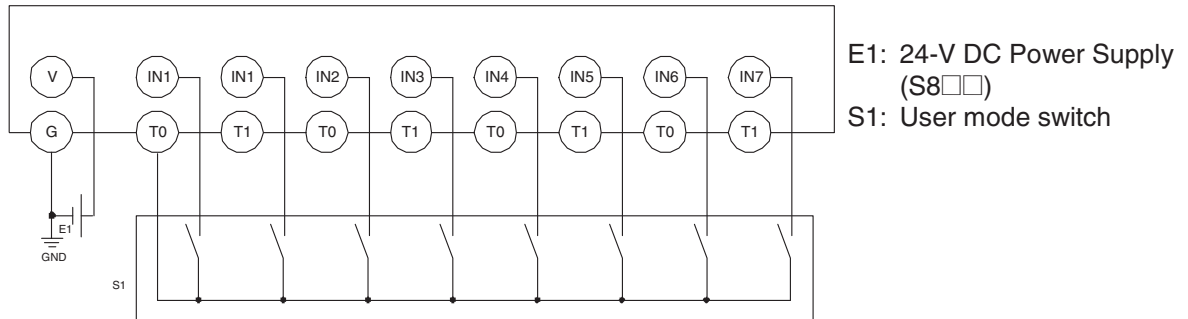 V IN1 IN1 IN2 IN3 IN4 IN5 IN6 IN7
G T0 T1 T0 T1 T0 T1 T0 T1
E1
GND
S1
E1: 24-V DC Power Supply
(S8□□)
S1: User mode switch